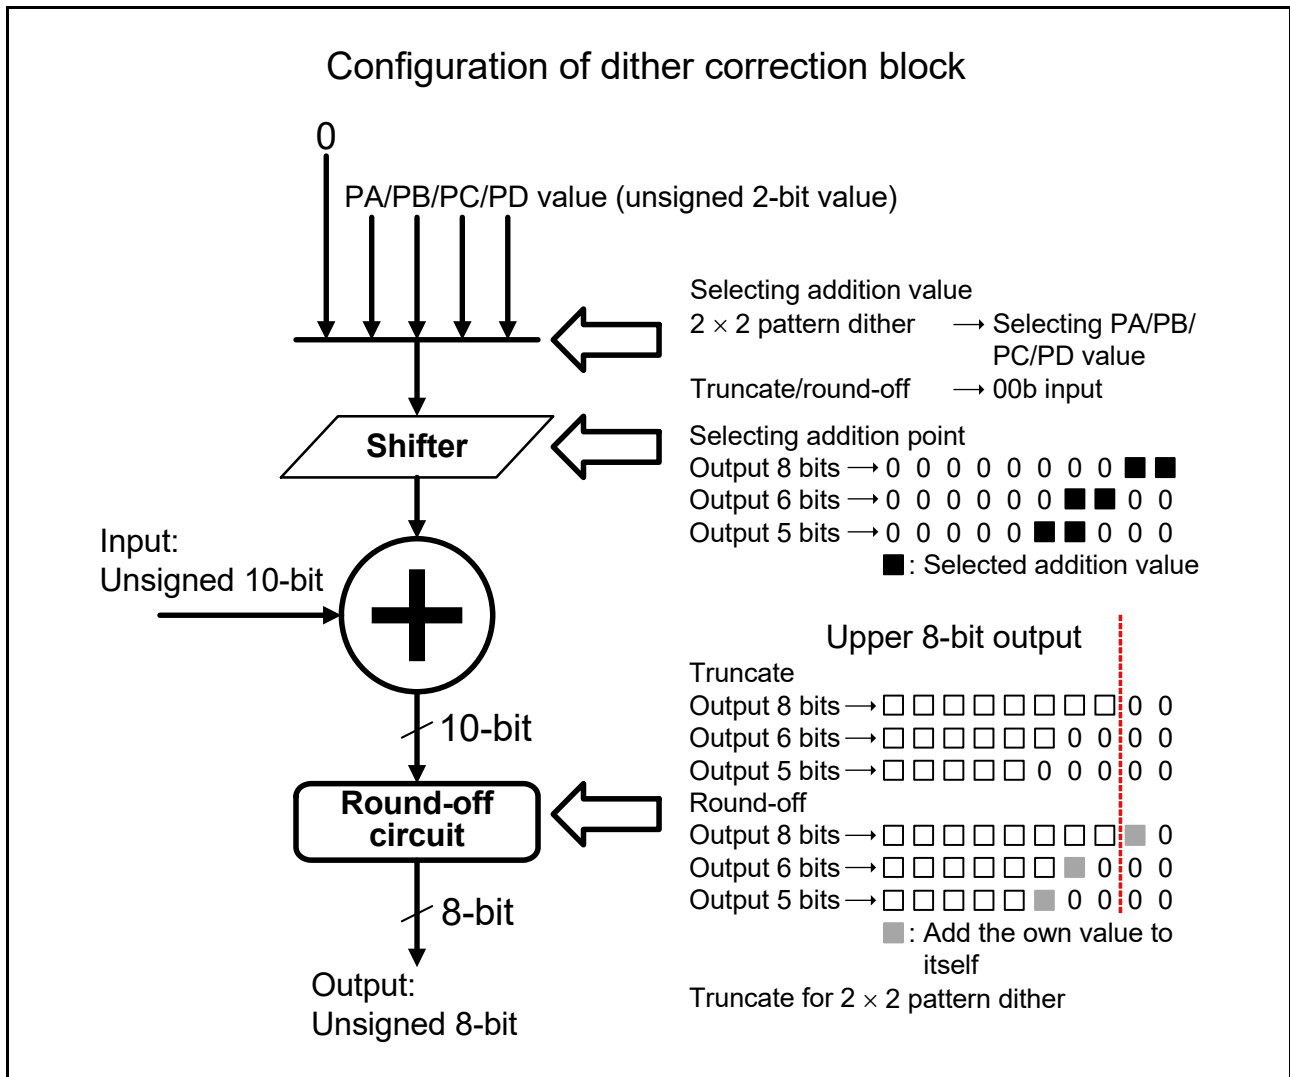 Configuration of dither correction block
0
PA/PB/PC/PD value (unsigned 2-bit value)
Selecting addition value
2 × 2 pattern dither → Selecting PA/PB/
PC/PD value
Truncate/round-off → 00b input
Shifter
Selecting addition point
Output 8 bits → 0 0 0 0 0 0 0 0 ■ ■
Output 6 bits → 0 0 0 0 0 0 ■ ■ 0 0
Output 5 bits → 0 0 0 0 0 ■ ■ 0 0 0
■ : Selected addition value
Input:
Unsigned 10-bit
+
10-bit
Upper 8-bit output
Truncate
Output 8 bits → □ □ □ □ □ □ □ □ 0 0
Output 6 bits → □ □ □ □ □ □ 0 0 0 0
Output 5 bits → □ □ □ □ □ 0 0 0 0 0
Round-off
circuit
Round-off
Output 8 bits → □ □ □ □ □ □ □ □ ■ 0
Output 6 bits → □ □ □ □ □ □ ■ 0 0 0
Output 5 bits → □ □ □ □ □ ■ 0 0 0 0
■ : Add the own value to
itself
Truncate for 2 × 2 pattern dither
8-bit
Output:
Unsigned 8-bit